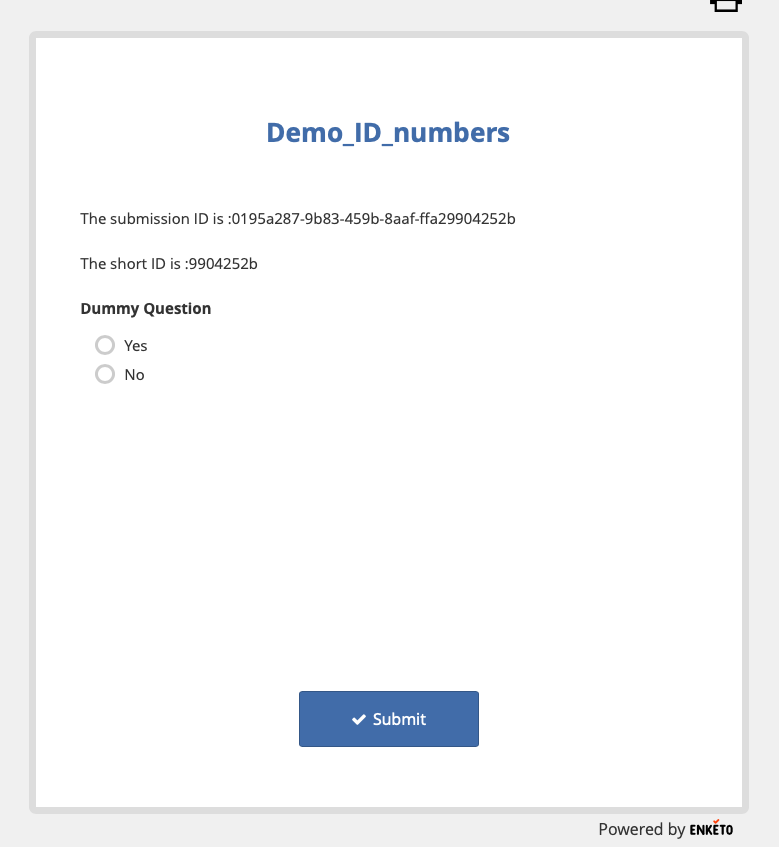 Demo_ID_numbers
The submission ID is :0195a287-9b83-459b-8aaf-ffa29904252b
The short ID is :9904252b
Dummy Question
Yes
No
Submit
Powered by ENKETO